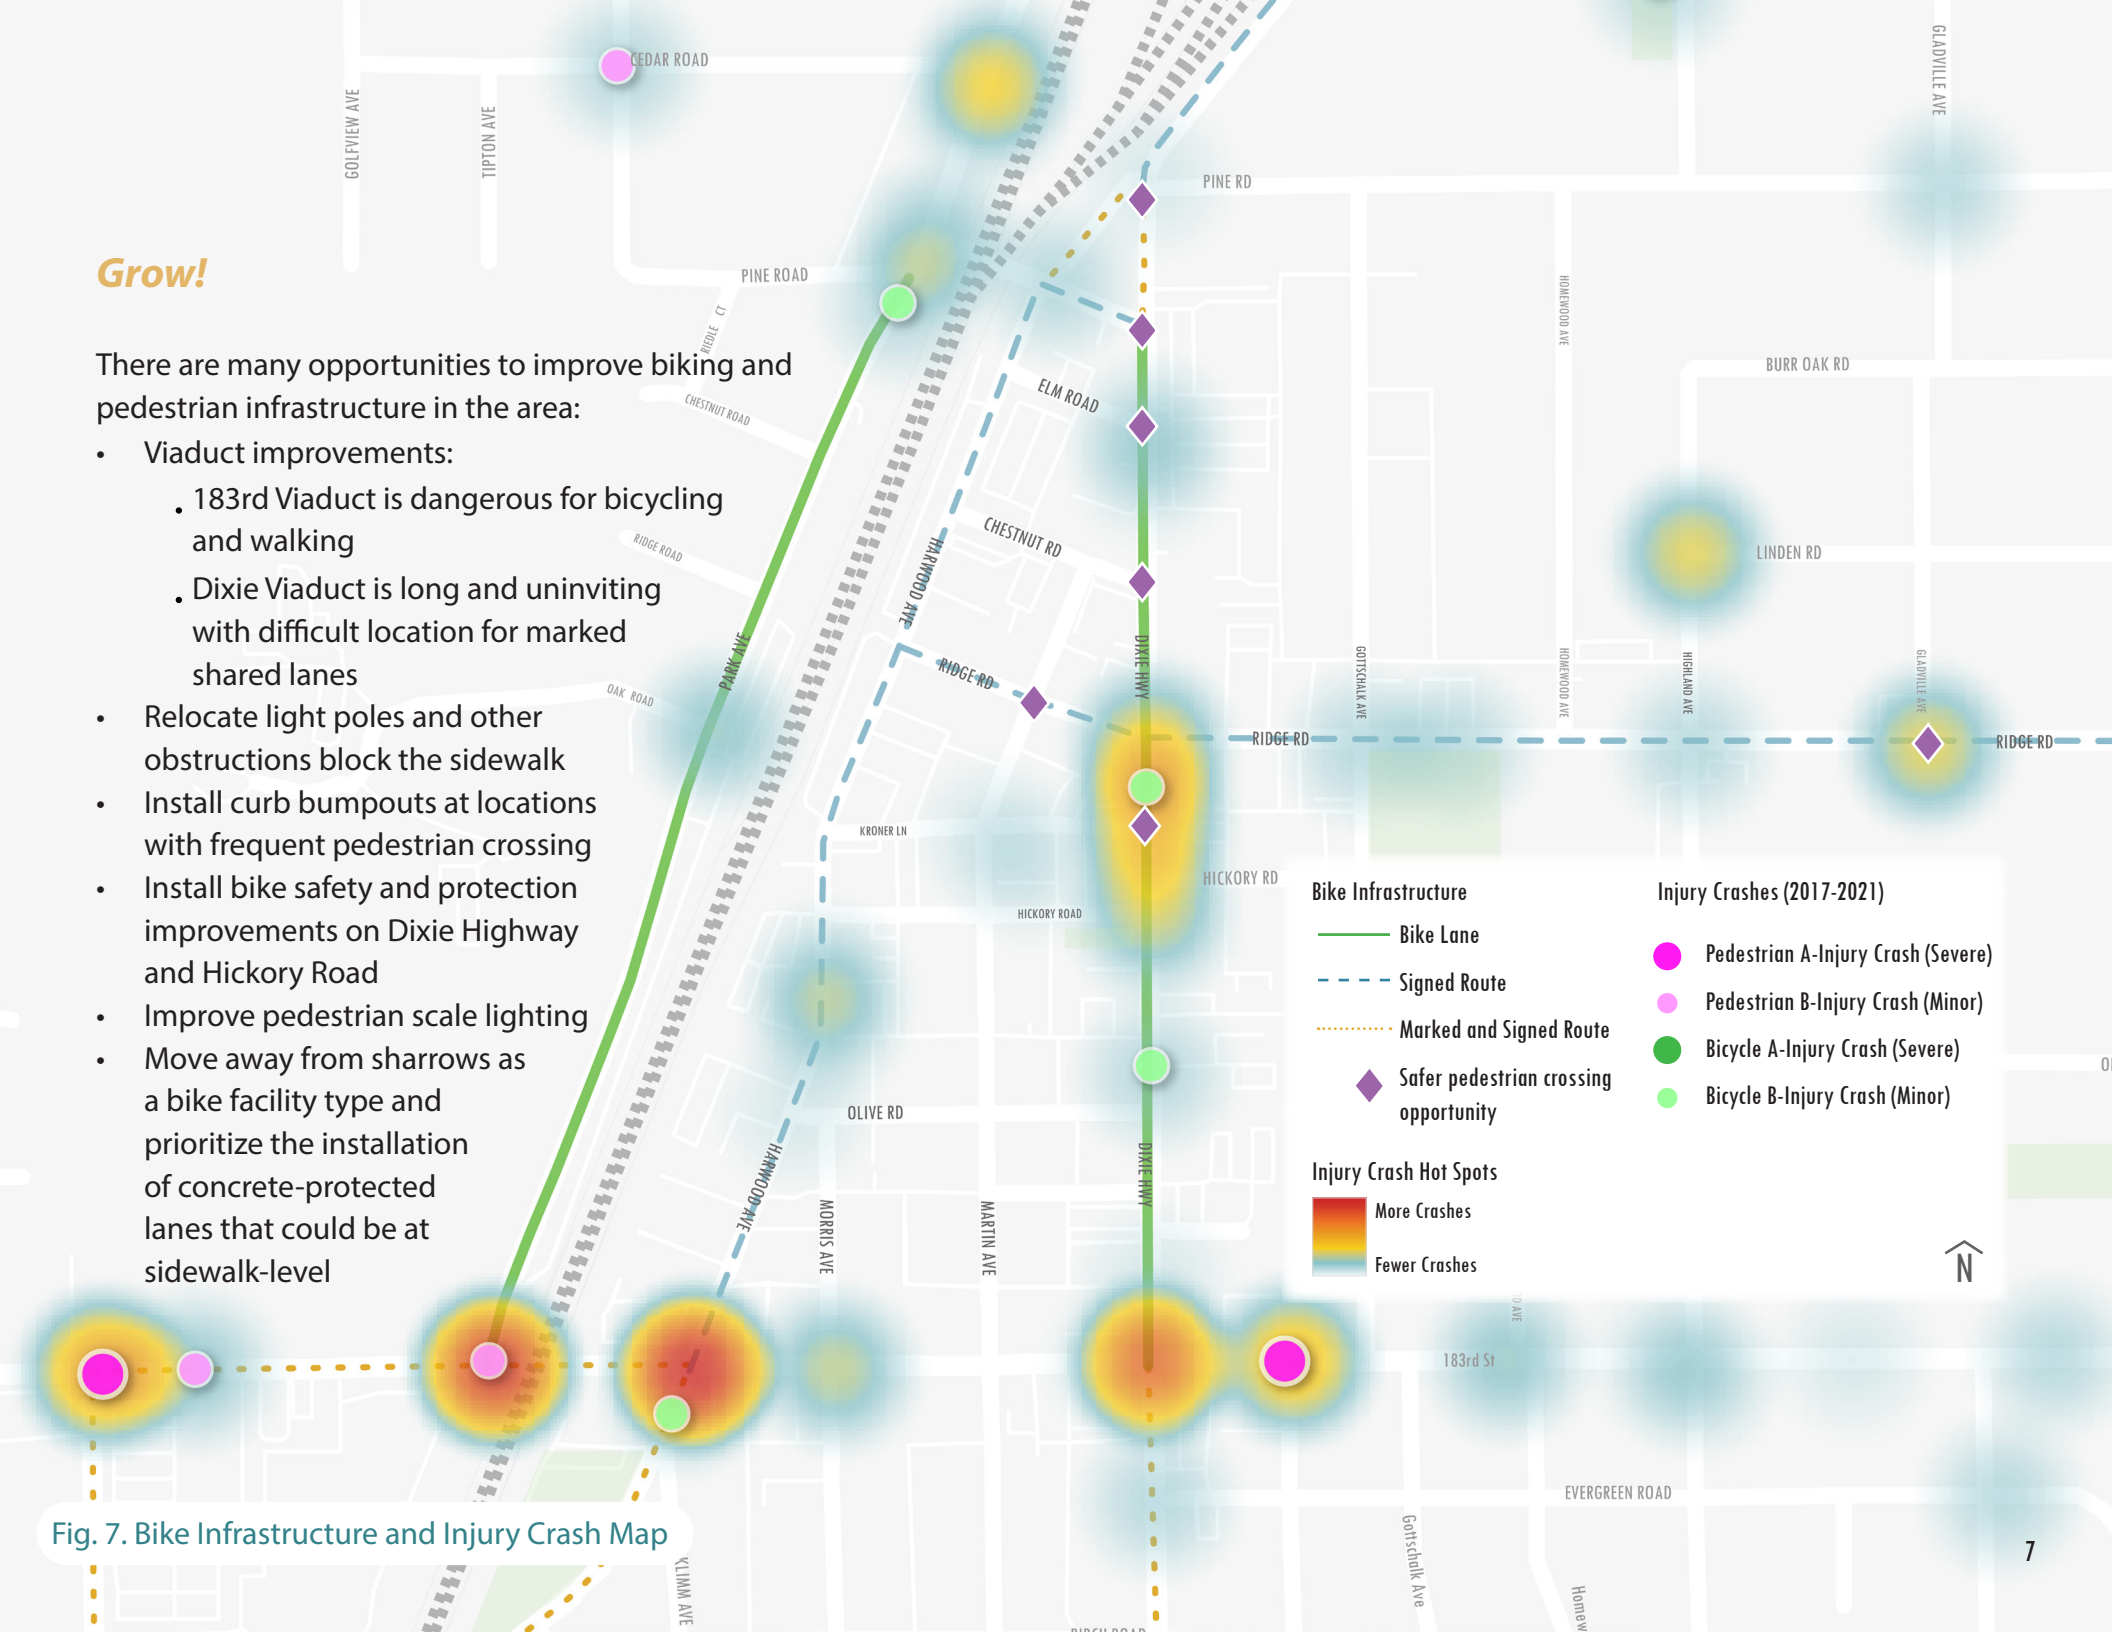 Grow!
There are many opportunities to improve biking and
pedestrian infrastructure in the area:
• Viaduct improvements:
• 183rd Viaduct is dangerous for bicycling
and walking
• Dixie Viaduct is long and uninviting
with difficult location for marked
shared lanes
• Relocate light poles and other
obstructions block the sidewalk
• Install curb bumpouts at locations
with frequent pedestrian crossing
• Install bike safety and protection
improvements on Dixie Highway
and Hickory Road
• Improve pedestrian scale lighting
• Move away from sharrows as
a bike facility type and
prioritize the installation
of concrete-protected
lanes that could be at
sidewalk-level
CEDAR ROAD
GOLFVIEW AVE
TIPTON AVE
GLADVILLE AVE
PINE RD
PINE ROAD
RIEDLE CT
CHESTNUT ROAD
ELM ROAD
HOMEWOOD AVE
BURR OAK RD
CHESTNUT RD
RIDGE ROAD
HARWOOD AVE
LINDEN RD
PARK AVE
OAK ROAD
RIDGE RD
DIXIE HWY
GOTTSCHALK AVE
HOMEWOOD AVE
HIGHLAND AVE
GLADVILLE AVE
RIDGE RD
RIDGE RD
KRONER LN
HICKORY RD
HICKORY ROAD
OLIVE RD
HARWOOD AVE
MORRIS AVE
MARTIN AVE
DIXIE HWY
Bike Infrastructure
Bike Lane
Signed Route
Marked and Signed Route
Safer pedestrian crossing
opportunity
Injury Crash Hot Spots
More Crashes
Fewer Crashes
Injury Crashes (2017-2021)
Pedestrian A-Injury Crash (Severe)
Pedestrian B-Injury Crash (Minor)
Bicycle A-Injury Crash (Severe)
Bicycle B-Injury Crash (Minor)
N
D AVE
183rd St
EVERGREEN ROAD
Gottschalk Ave
Homew
KLIMM AVE
BIRCH ROAD
Fig. 7. Bike Infrastructure and Injury Crash Map
7